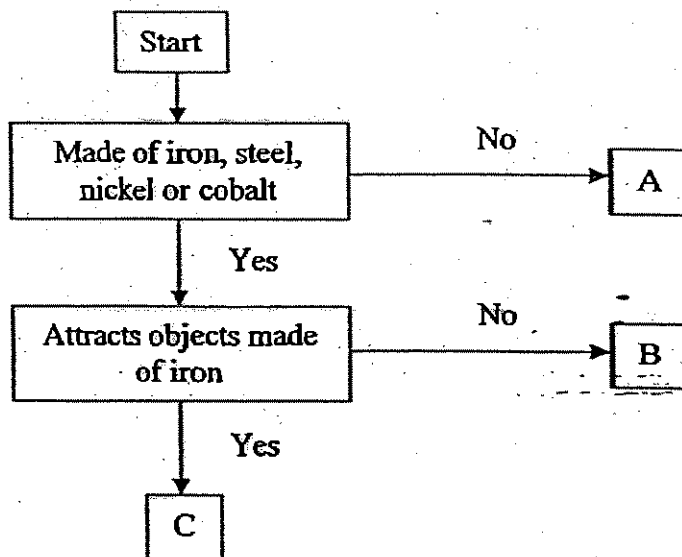 Start
Made of iron, steel,
nickel or cobalt
No
A
Yes
Attracts objects made
of iron
No
B
Yes
C